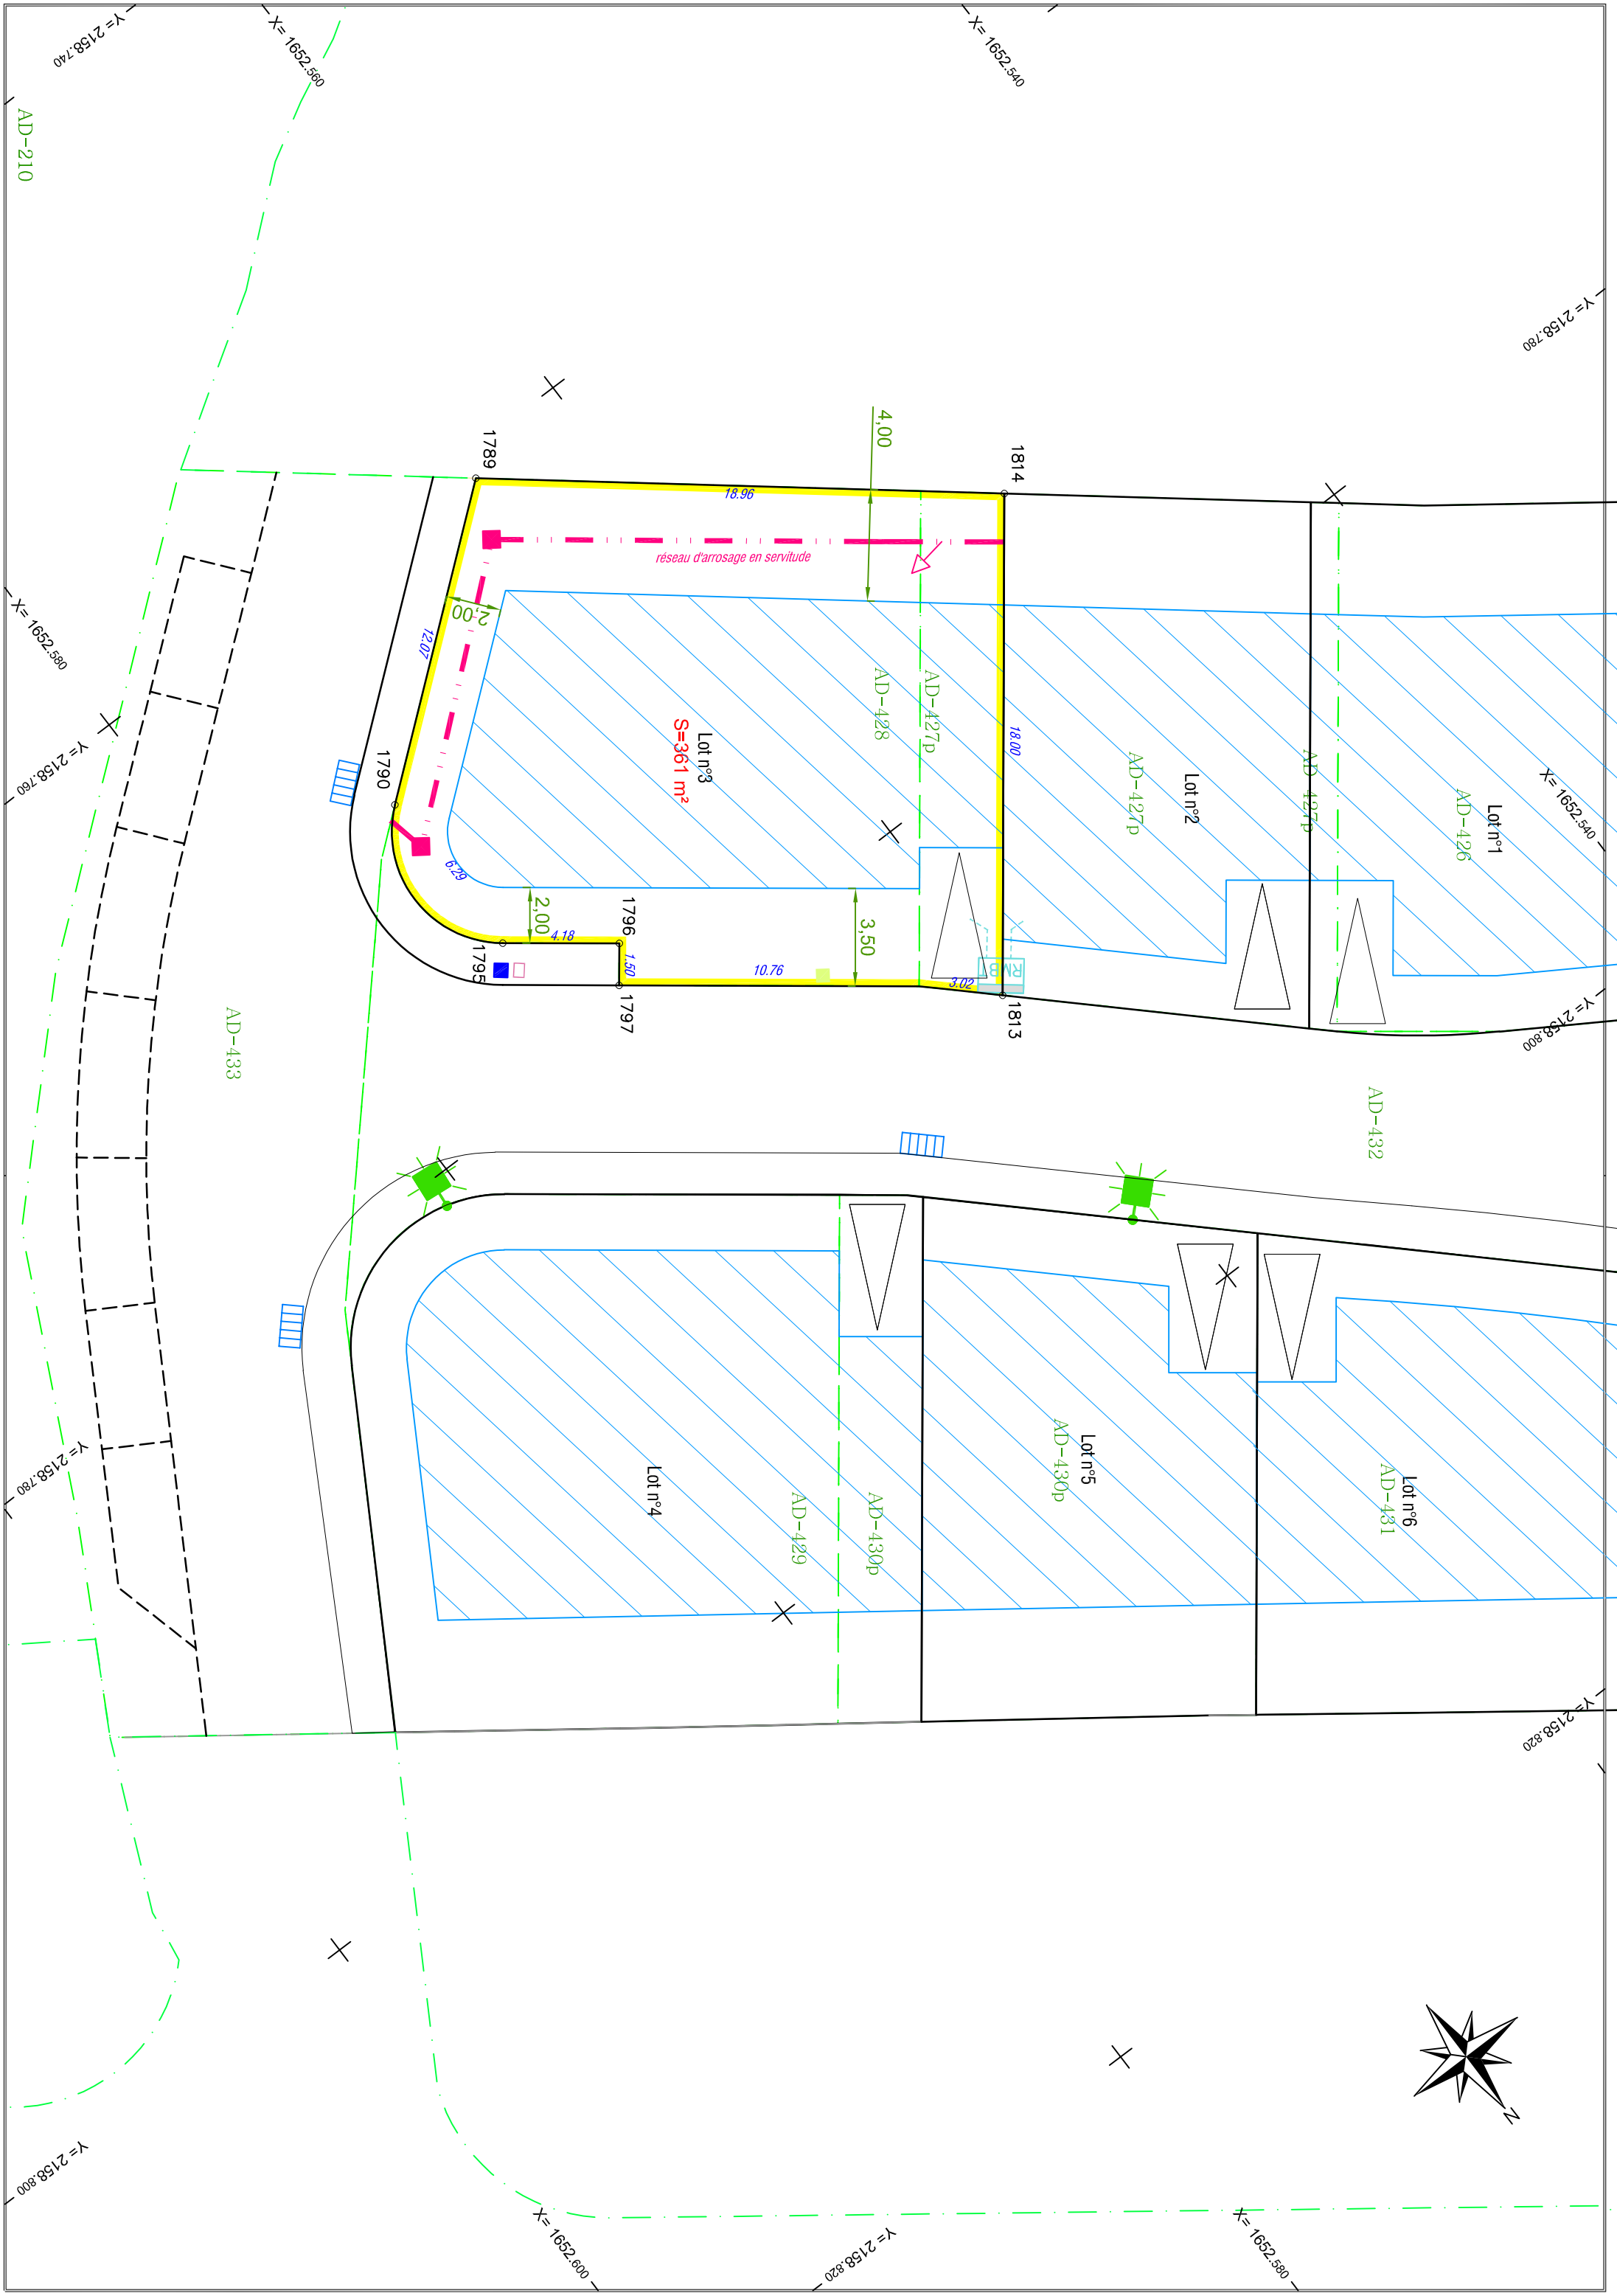 Y= 2158.740
X= 1652.560
X= 1652.540
AD-210
Y= 2158.780
4,00
1789
1814
18.96
réseau d'arrosage en servitude
X= 1652.580
2,00
12.07
AD-428
AD-427p
18.00
Lot n°3
S=361 m²
Y= 2158.760
1790
AD-427p
Lot n°2
AD-427p
AD-426
Lot n°1
X= 1652.540
6.29
2,00
4.18
1796
3,50
1795
1.50
10.76
3.02
RMBT
1797
1813
Y= 2158.800
AD-433
AD-432
Lot n°4
AD-429
AD-430p
AD-430p
Lot n°5
AD-431
Lot n°6
Y= 2158.780
Y= 2158.820
N
Y= 2158.800
X= 1652.600
Y= 2158.820
X= 1652.580